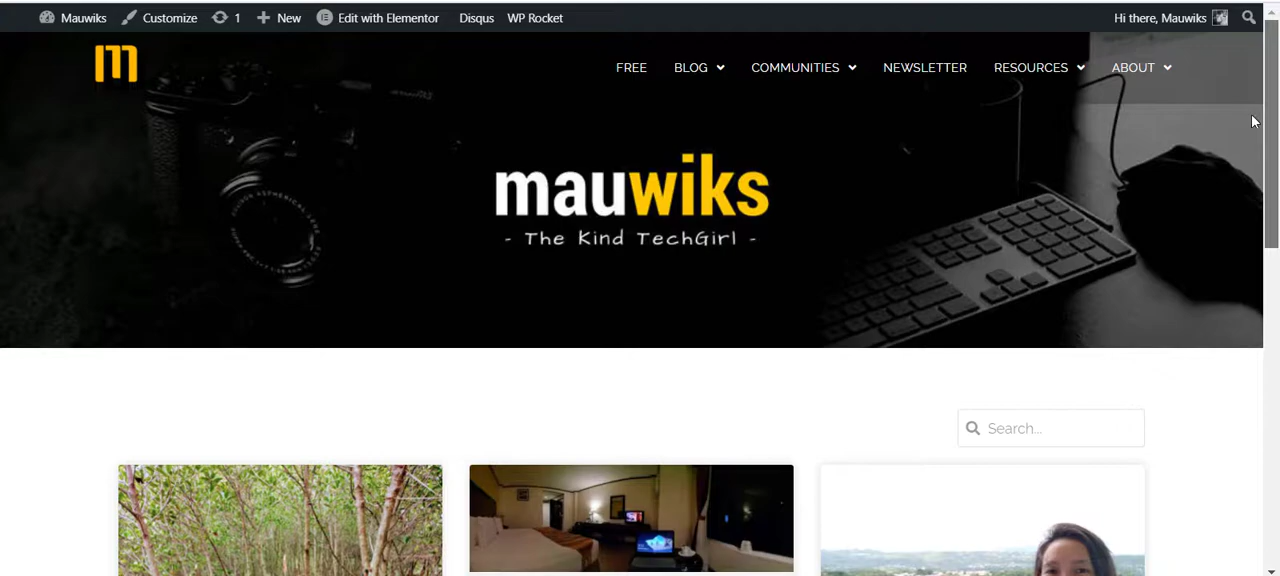 Mauwiks Customize 1 New Edit with Elementor Disqus WP Rocket Hi there, Mauwiks
m FREE BLOG COMMUNITIES NEWSLETTER RESOURCES ABOUT
mauwiks
- The Kind TechGirl -
Search...